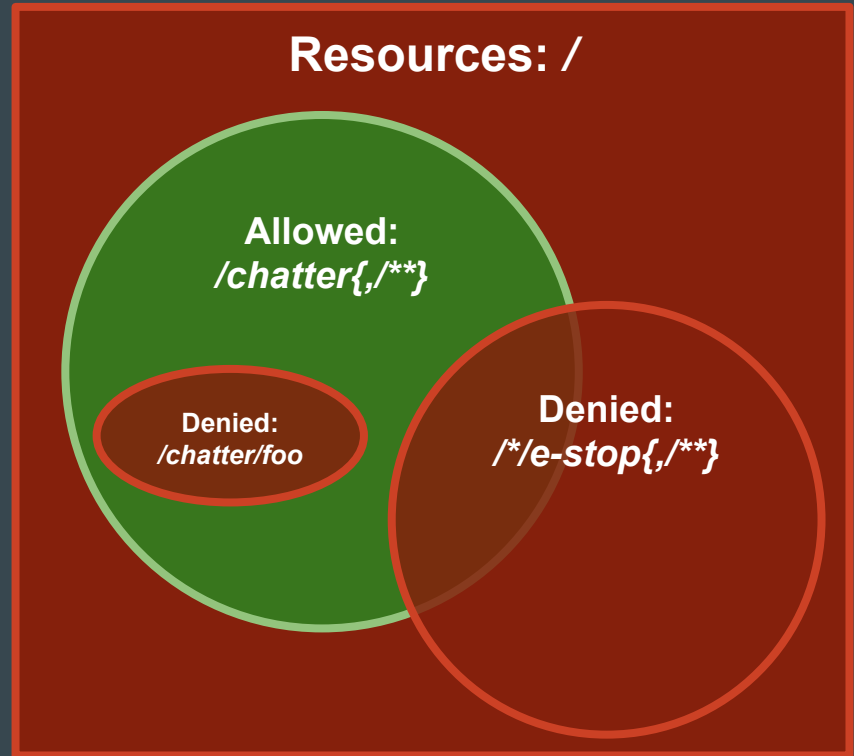 Resources: /
Allowed:
/chatter{,/**}
Denied:
/*/e-stop{,/**}
Denied:
/chatter/foo